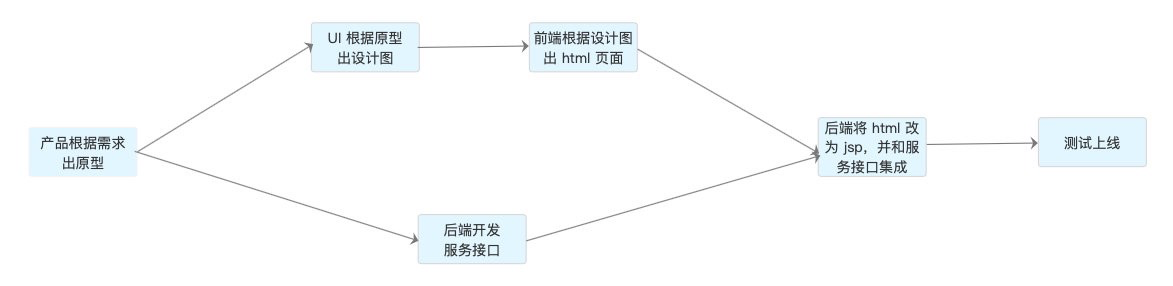 产品根据需求
出原型
UI 根据原型
出设计图
前端根据设计图
出 html 页面
后端开发
服务接口
后端将 html 改
为 jsp，并和服
务接口集成
测试上线